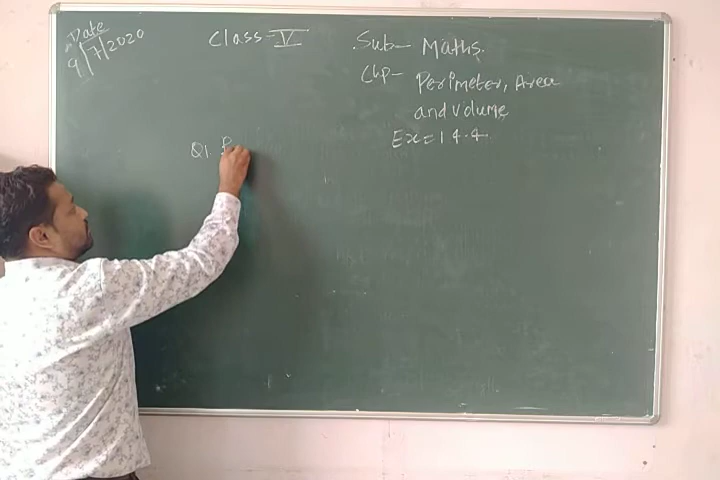 Date
9/7/2020
Class-V
Sub- Maths.
Chp- Perimeter, Area
and Volume
Ex=14.4
Q1.